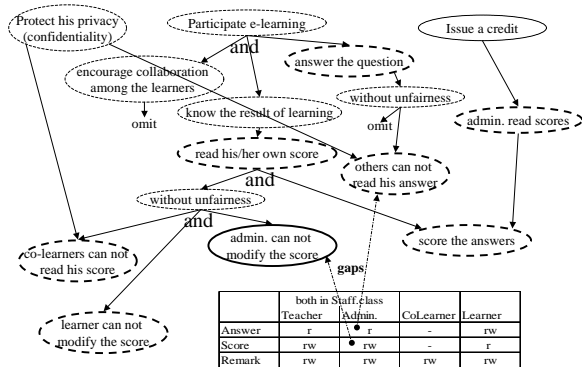 Protect his privacy
(confidentiality)
Participate e-learning
Issue a credit
and
encourage collaboration
among the learners
answer the question
omit
know the result of learning
without unfairness
omit
admin. read scores
read his/her own score
others can not
read his answer
and
without unfairness
and
co-learners can not
read his score
admin. can not
modify the score
score the answers
gaps
learner can not
modify the score
both in Staff class
Teacher Admin. CoLearner Learner
Answer r r - rw
Score rw rw - r
Remark rw rw rw rw